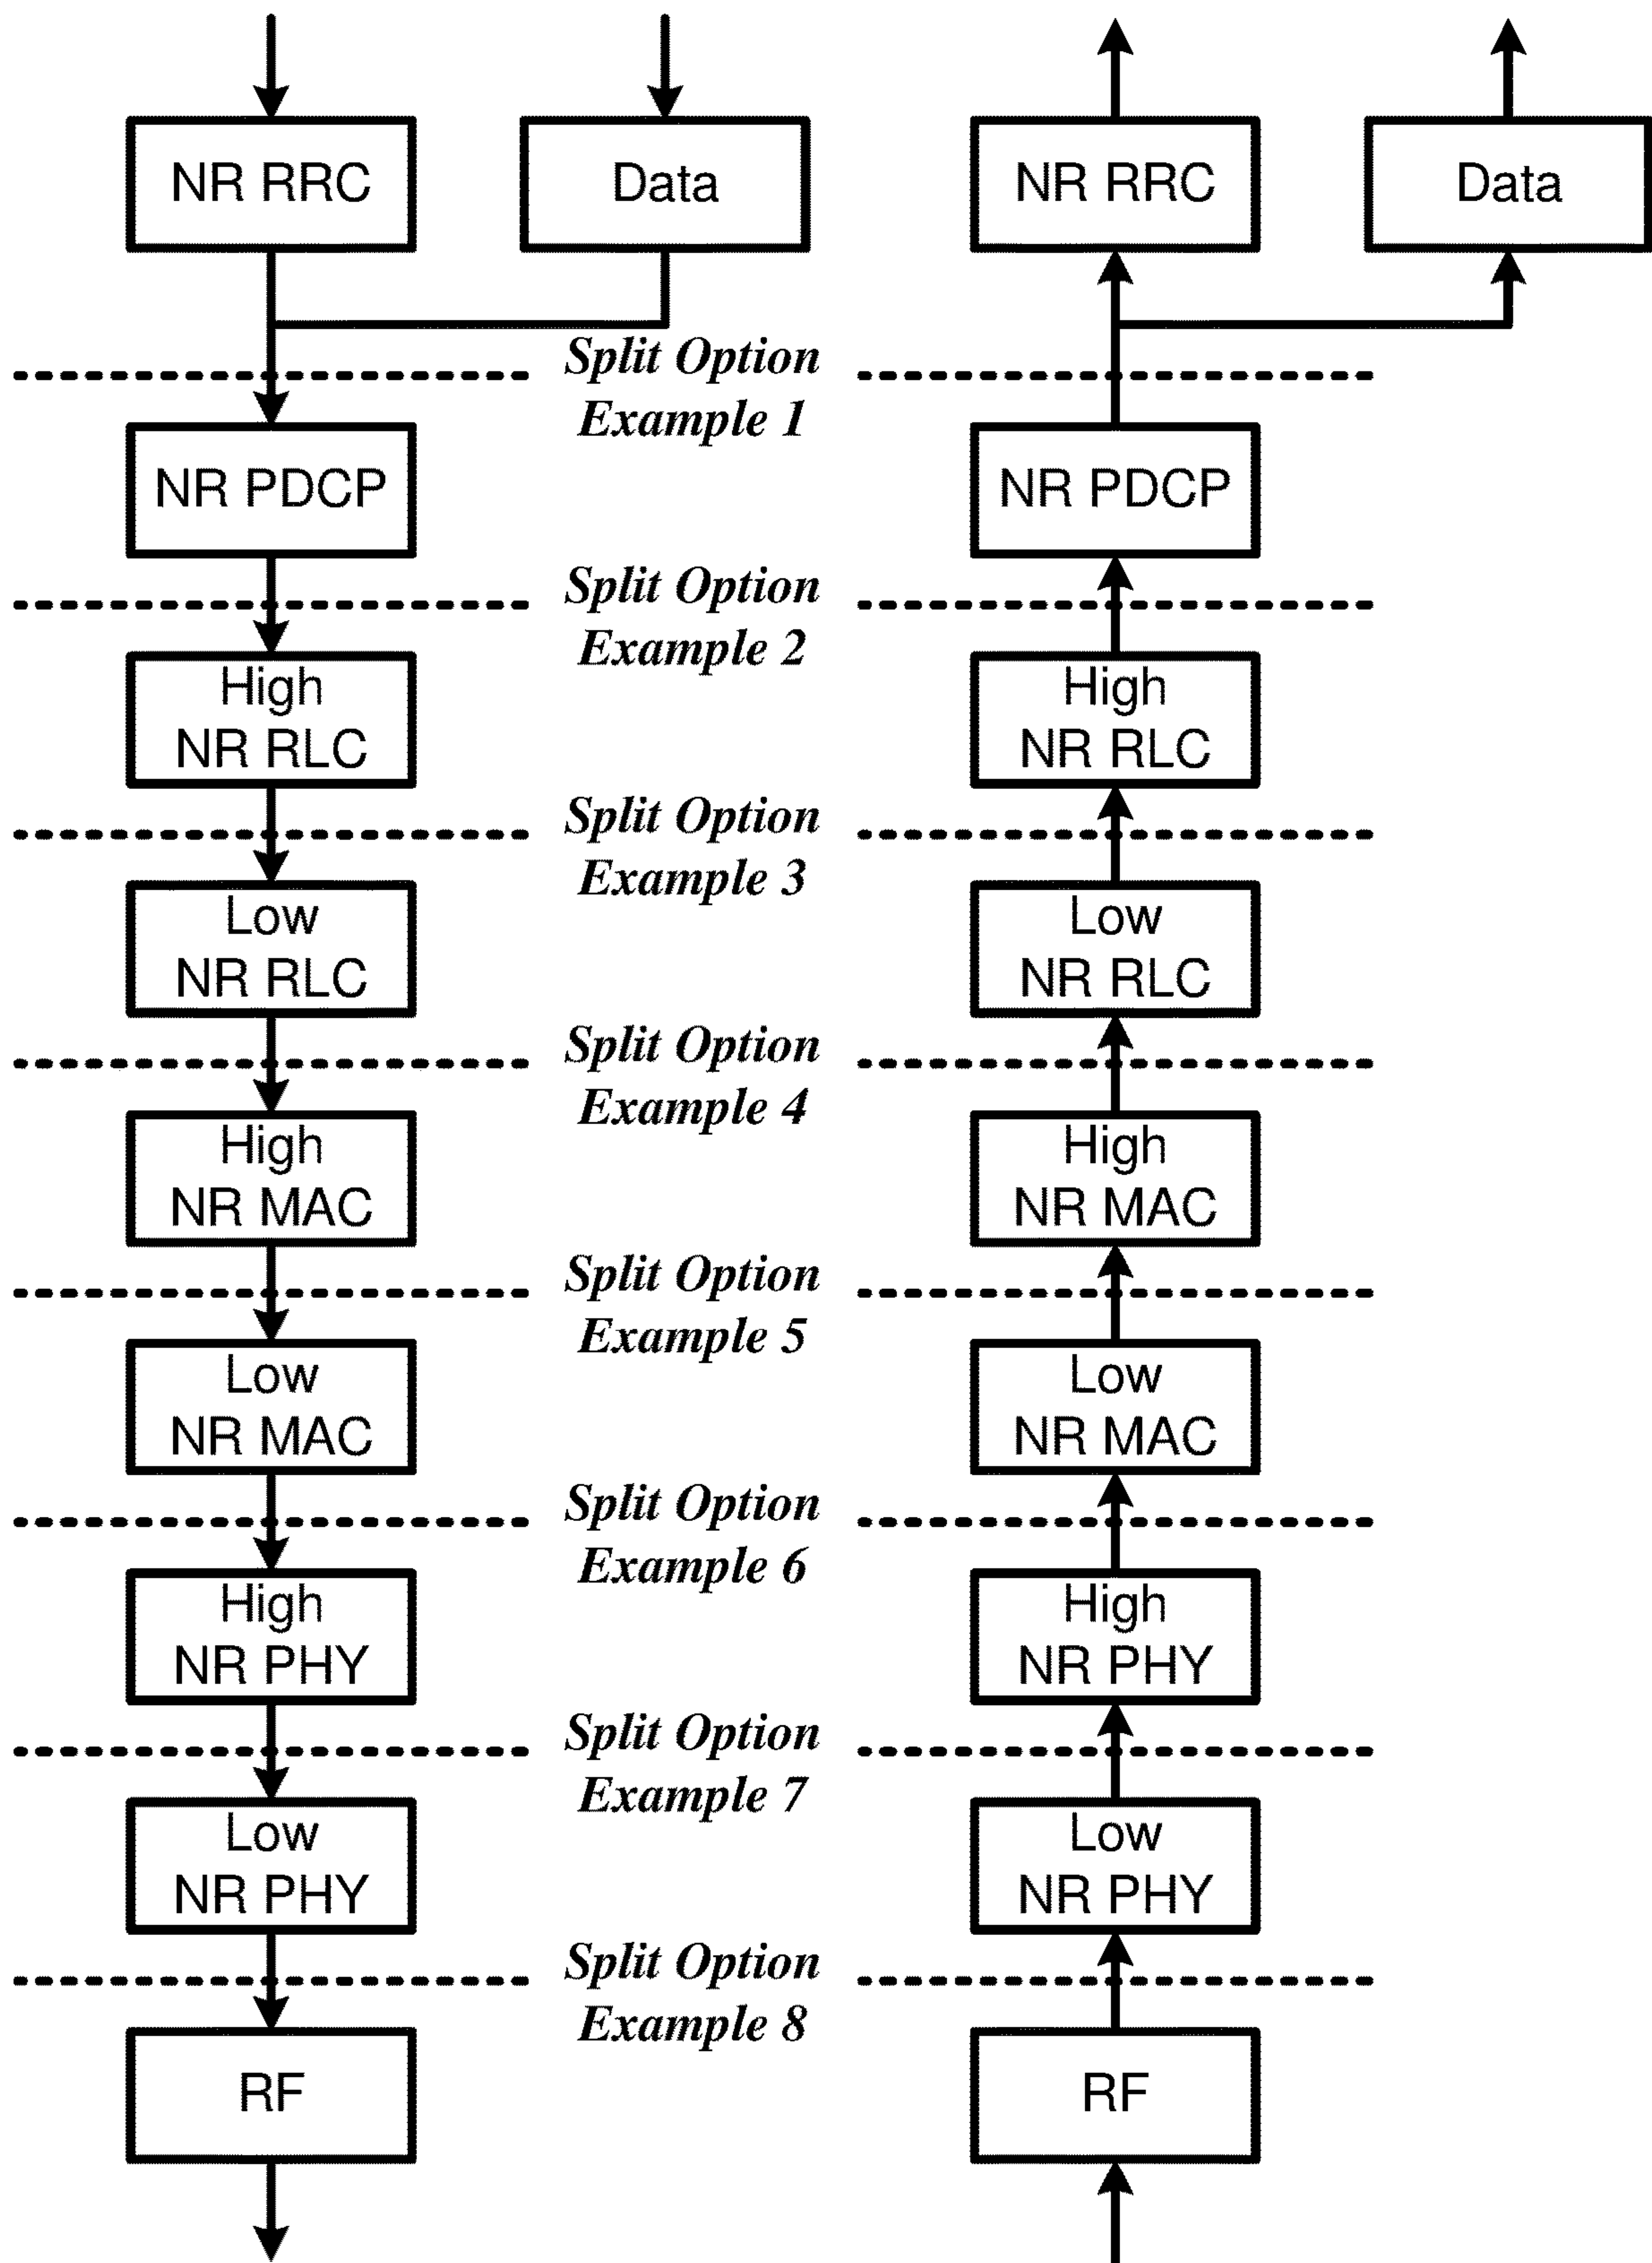 NR RRC
Data
NR RRC
Data
Split Option
Example 1
NR PDCP
NR PDCP
Split Option
Example 2
High
NR RLC
High
NR RLC
Split Option
Example 3
Low
NR RLC
Low
NR RLC
Split Option
Example 4
High
NR MAC
High
NR MAC
Split Option
Example 5
Low
NR MAC
Low
NR MAC
Split Option
Example 6
High
NR PHY
High
NR PHY
Split Option
Example 7
Low
NR PHY
Low
NR PHY
Split Option
Example 8
RF
RF